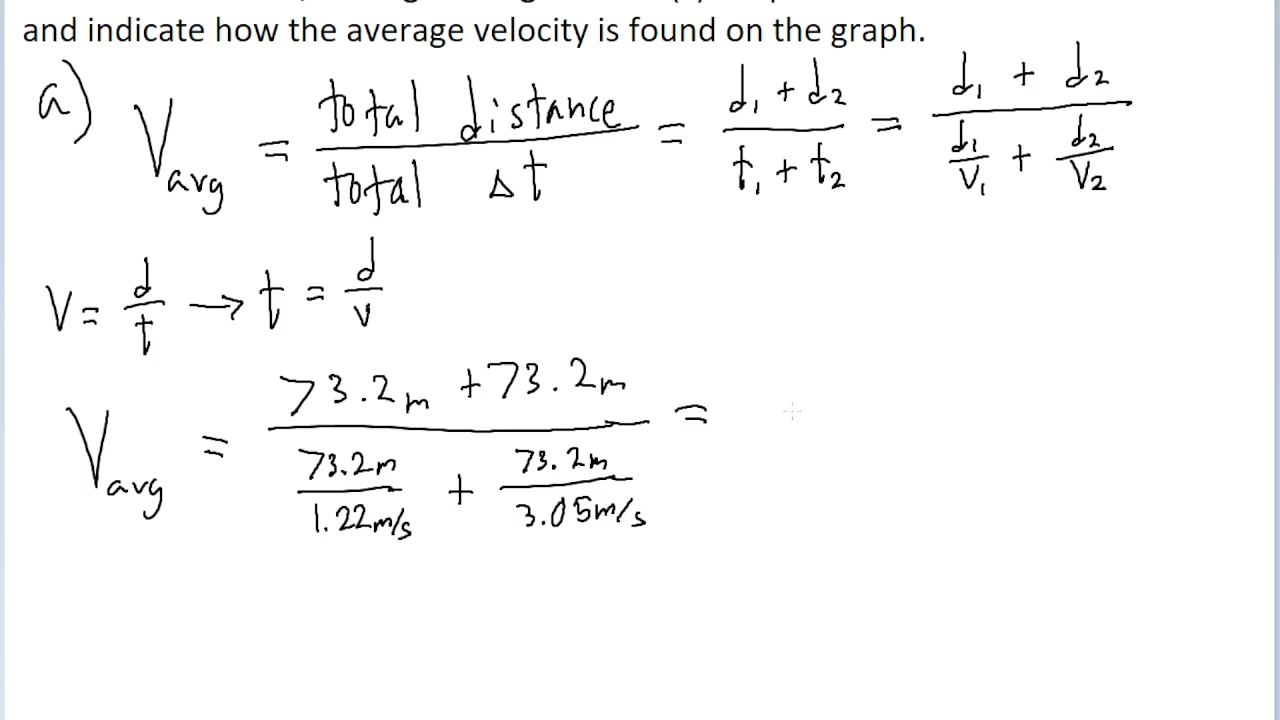 and indicate how the average velocity is found on the graph.
a) Vavg = total distance / total Δt = d₁ + d₂ / t₁ + t₂ = d₁ + d₂ / d₁/V₁ + d₂/V₂
V = d/t → t = d/v
Vavg = 73.2m + 73.2m / 73.2m/1.22m/s + 73.2m/3.05m/s =